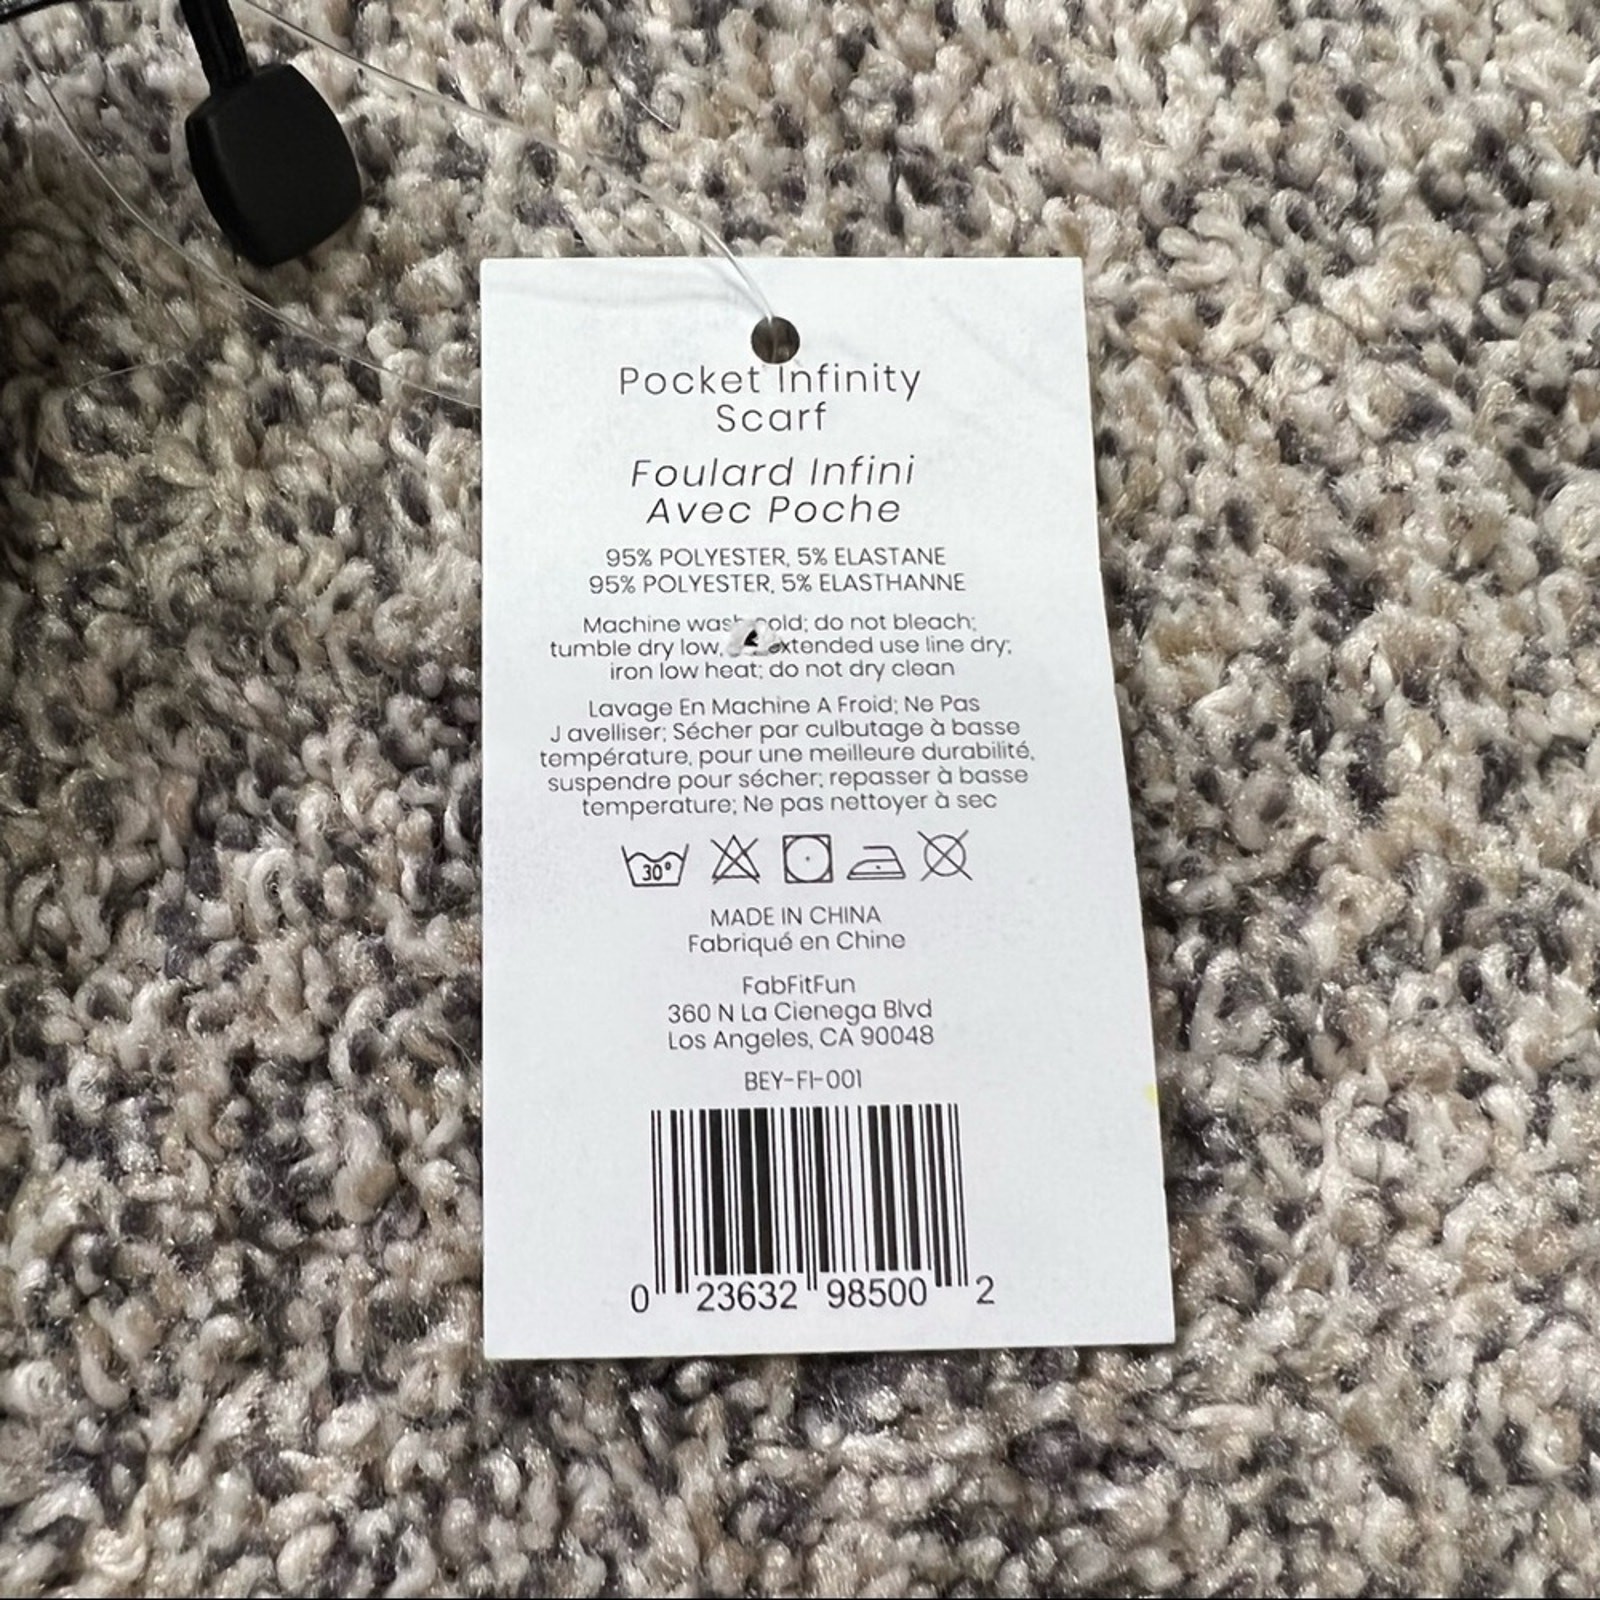 Pocket Infinity
Scarf
Foulard Infini
Avec Poche
95% POLYESTER, 5% ELASTANE
95% POLYESTER, 5% ELASTHANNE
Machine wash cold; do not bleach;
tumble dry low, extended use line dry;
iron low heat; do not dry clean
Lavage En Machine A Froid; Ne Pas
J avelliser; Sécher par culbutage à basse
température, pour une meilleure durabilité,
suspendre pour sécher; repasser à basse
temperature; Ne pas nettoyer à sec
30°
MADE IN CHINA
Fabriqué en Chine
FabFitFun
360 N La Cienega Blvd
Los Angeles, CA 90048
BEY-FI-001
0 23632 98500 2